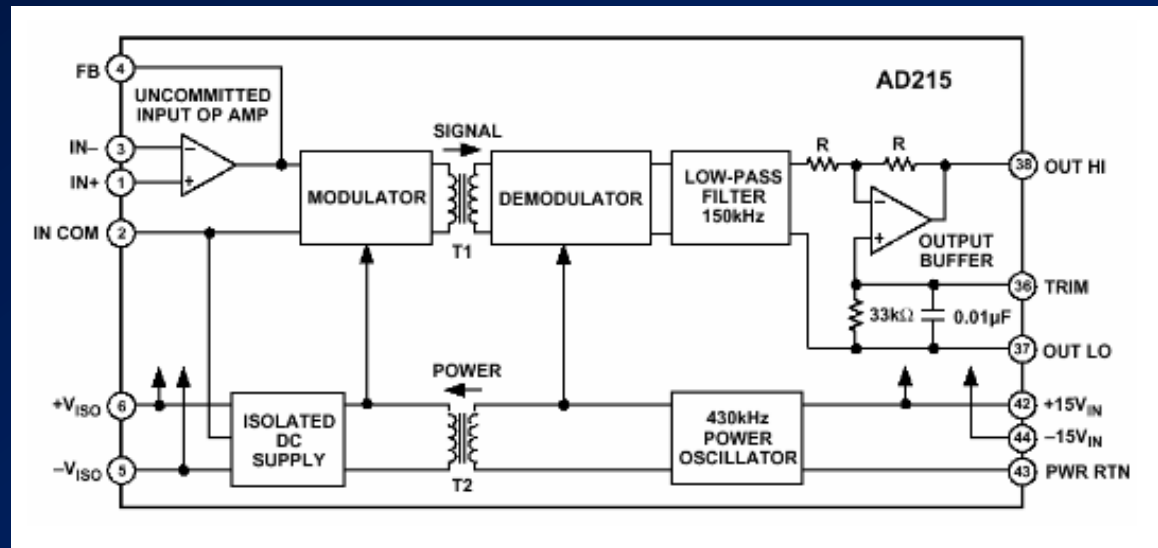 AD215
FB
4
UNCOMMITTED
INPUT OP AMP
IN–
3
–
IN+
1
+
IN COM
2
MODULATOR
SIGNAL
T1
DEMODULATOR
LOW-PASS
FILTER
150kHz
R
R
–
+
OUTPUT
BUFFER
38
OUT HI
36
TRIM
33kΩ
0.01µF
37
OUT LO
+VISO
6
–VISO
5
ISOLATED
DC
SUPPLY
POWER
T2
430kHz
POWER
OSCILLATOR
42
+15VIN
44
–15VIN
43
PWR RTN